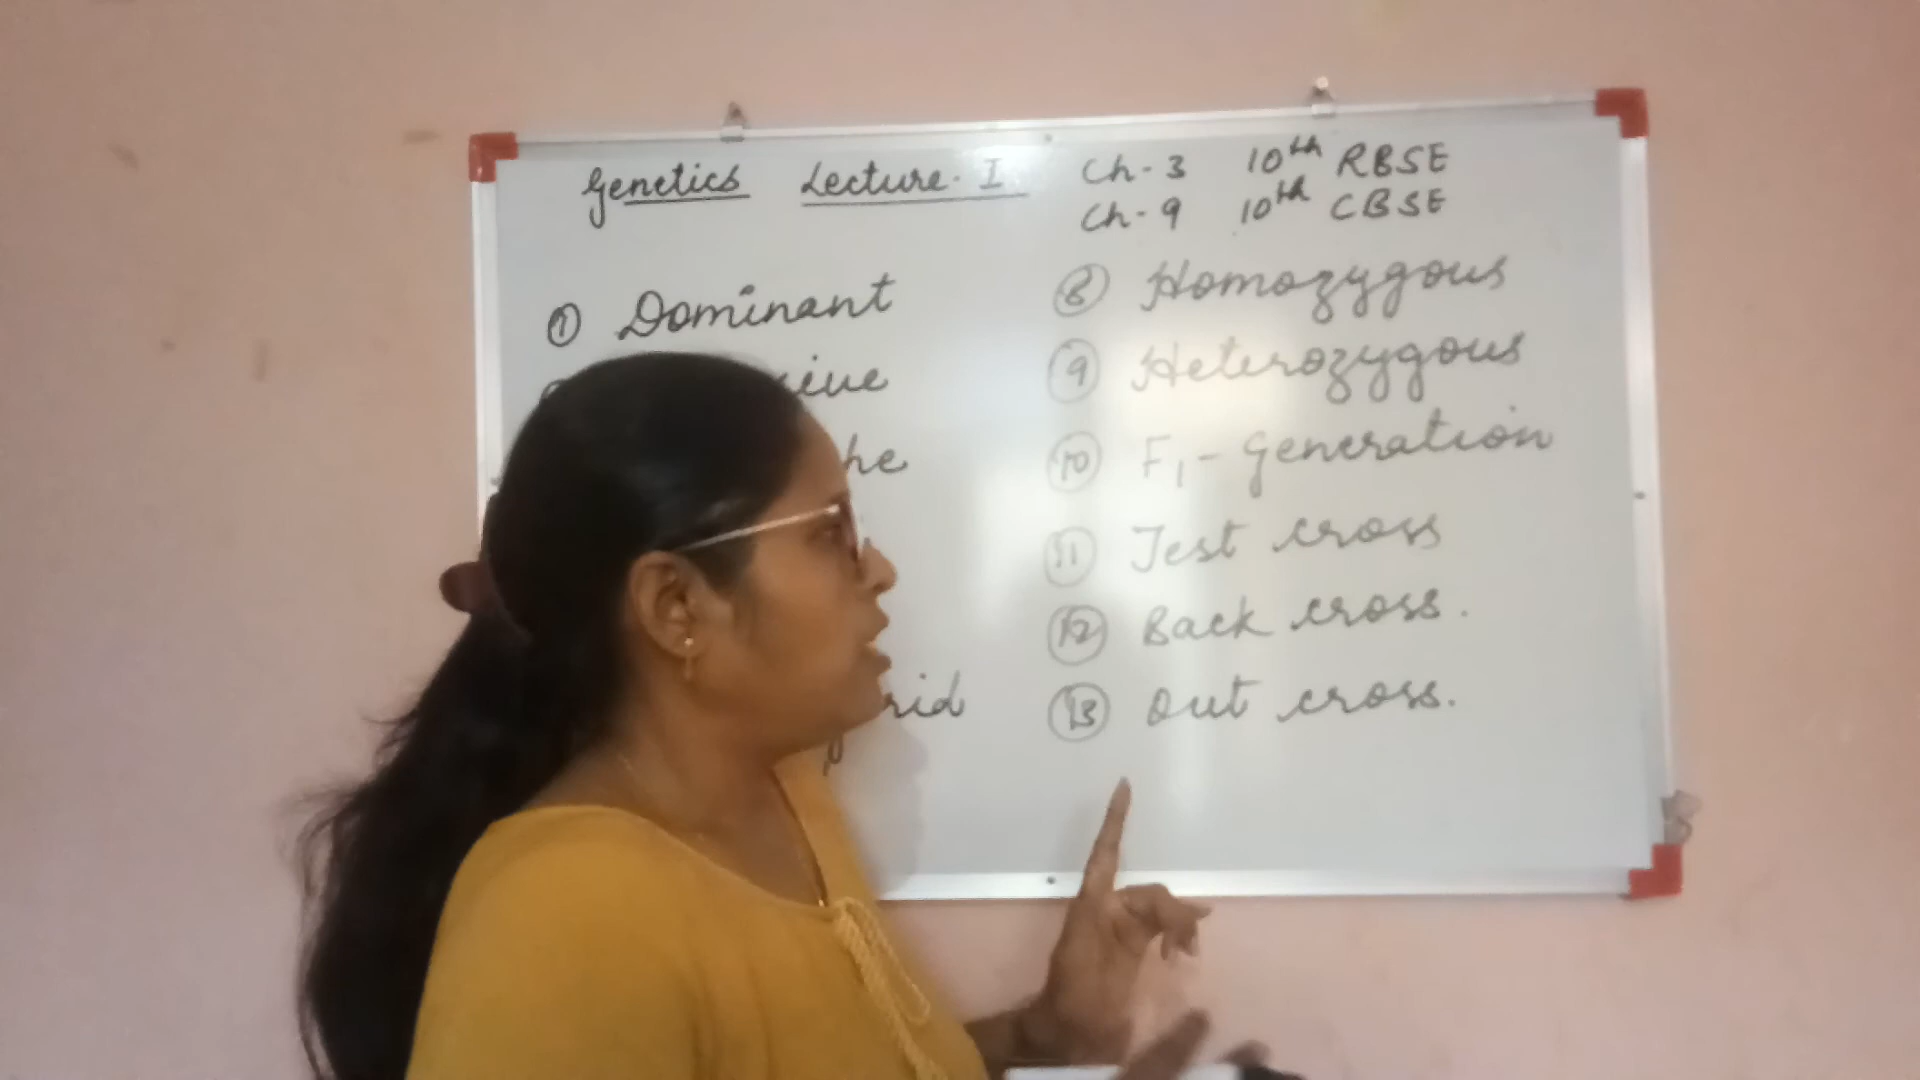 Genetics Lecture - I Ch - 3 10th RBSE
Ch - 9 10th CBSE
① Dominant
⑧ Homozygous
⑨ Heterozygous
⑩ F₁ - Generation
⑪ Test cross
⑫ Back cross.
⑬ Out cross.